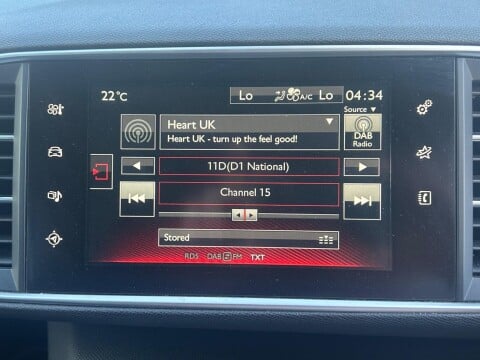 22°C
Lo A/C Lo
04:34
Source ▼
Heart UK ▼
Heart UK - turn up the feel good!
DAB
Radio
11D(D1 National)
Channel 15
Stored
RDS DAB FM TXT